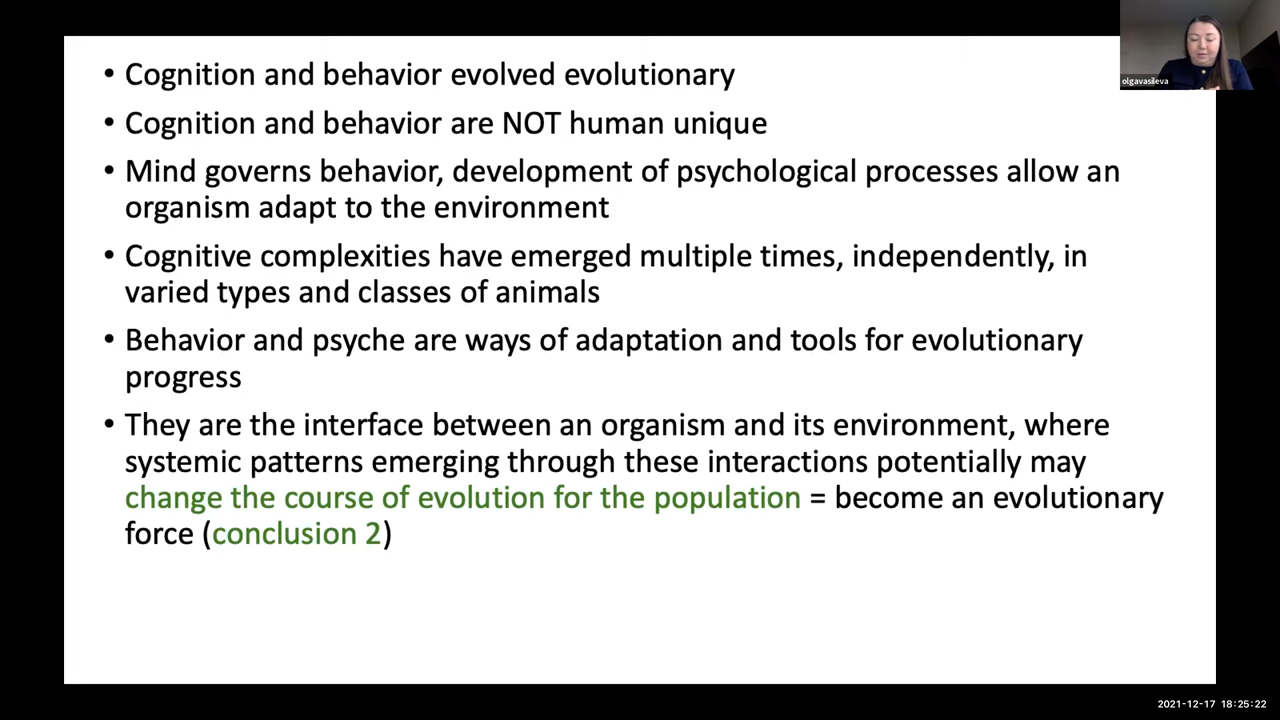 • Cognition and behavior evolved evolutionary
• Cognition and behavior are NOT human unique
• Mind governs behavior, development of psychological processes allow an
organism adapt to the environment
• Cognitive complexities have emerged multiple times, independently, in
varied types and classes of animals
• Behavior and psyche are ways of adaptation and tools for evolutionary
progress
• They are the interface between an organism and its environment, where
systemic patterns emerging through these interactions potentially may
change the course of evolution for the population = become an evolutionary
force (conclusion 2)
olgavasileva
2021-12-17 18:25:22